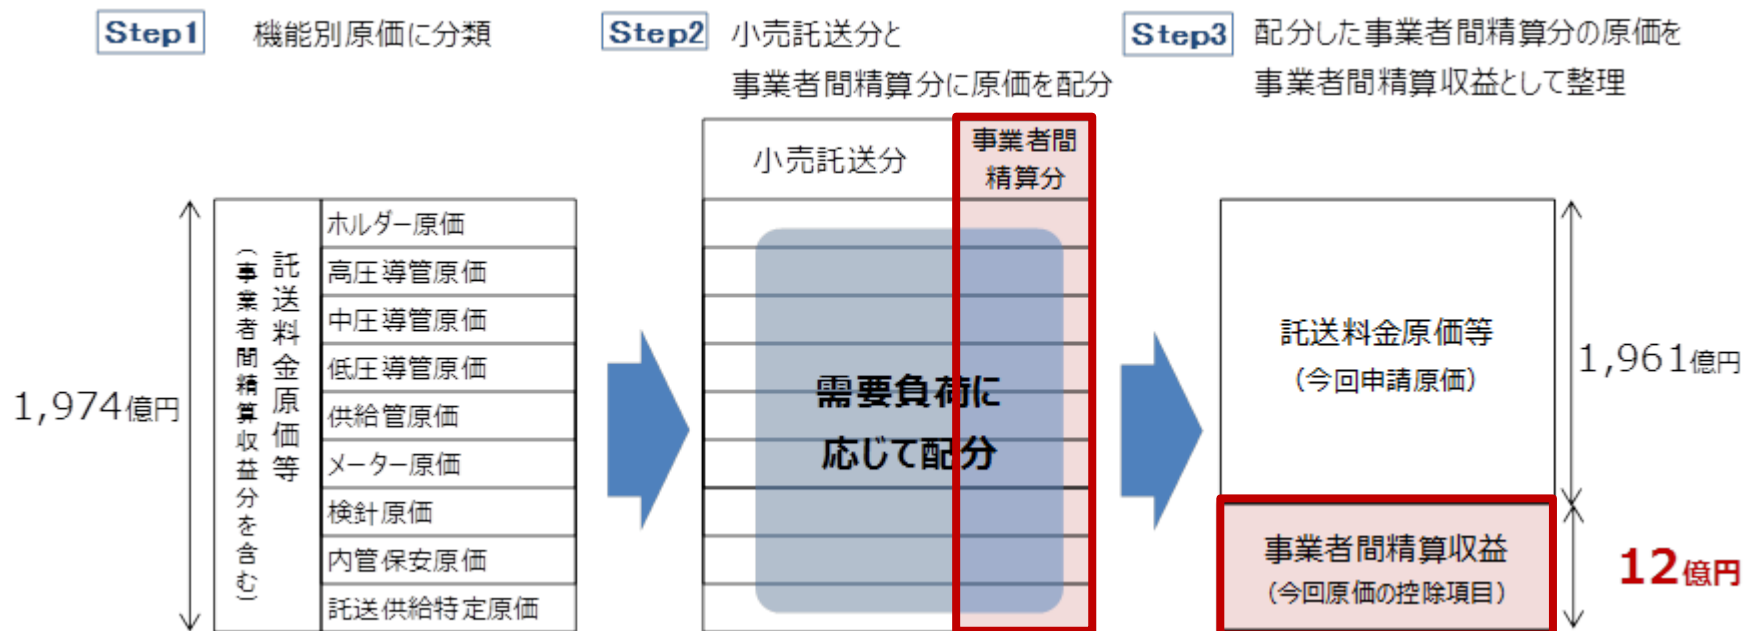 Step1 機能別原価に分類
Step2 小売託送分と
事業者間精算分に原価を配分
Step3 配分した事業者間精算分の原価を
事業者間精算収益として整理
1,974億円
託送料金原価等
（事業者間精算収益分を含む）
ホルダー原価
高圧導管原価
中圧導管原価
低圧導管原価
供給管原価
メーター原価
検針原価
内管保安原価
託送供給特定原価
小売託送分
事業者間
精算分
需要負荷に
応じて配分
託送料金原価等
（今回申請原価）
1,961億円
事業者間精算収益
（今回原価の控除項目）
12億円